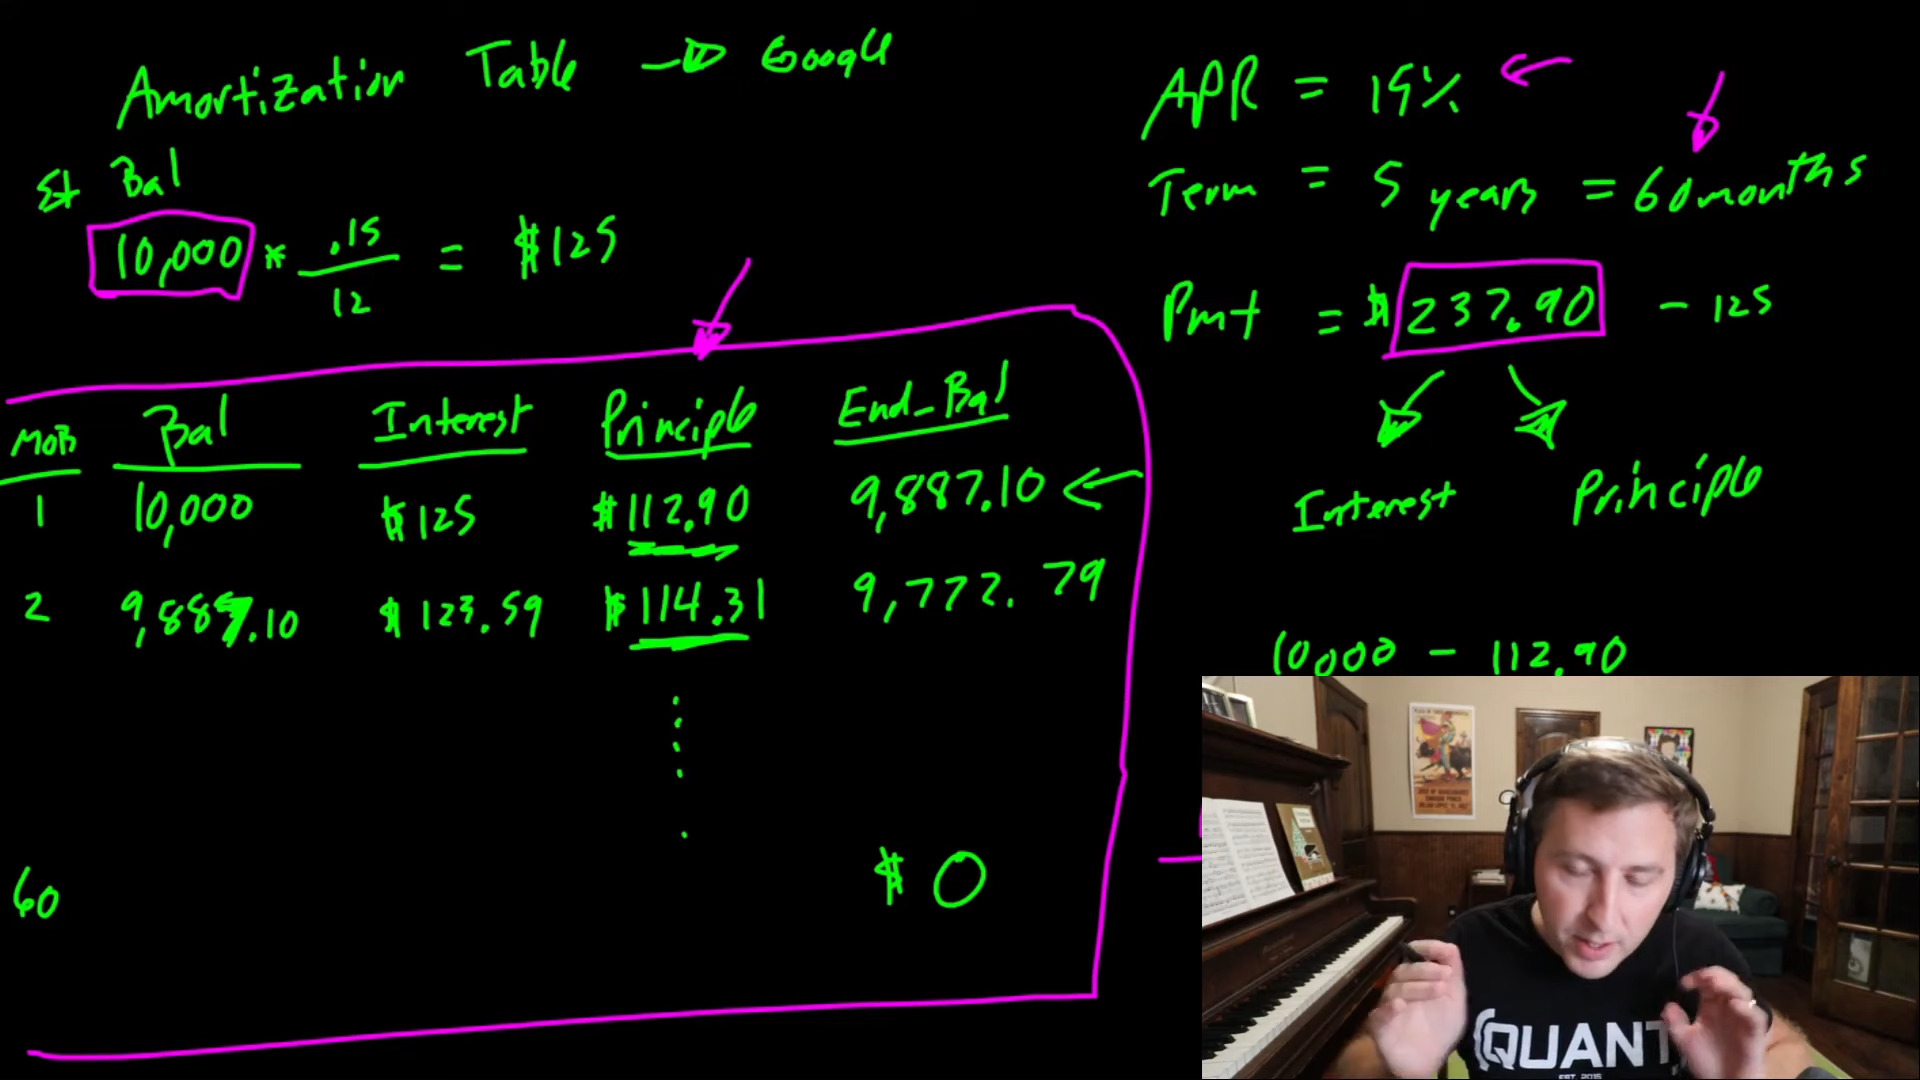 Amortization Table → Google
St Bal
10,000 * .15 / 12 = $125
MOB Bal Interest Principle End_Bal
1 10,000 $125 $112.90 9,887.10 ←
2 9,887.10 $123.59 $114.31 9,772.79
60 $0
APR = 15% ←
Term = 5 years = 60 months
Pmt = $237.90 - 125
Interest Principle
10,000 - 112.90
QUANT
EST. 2015